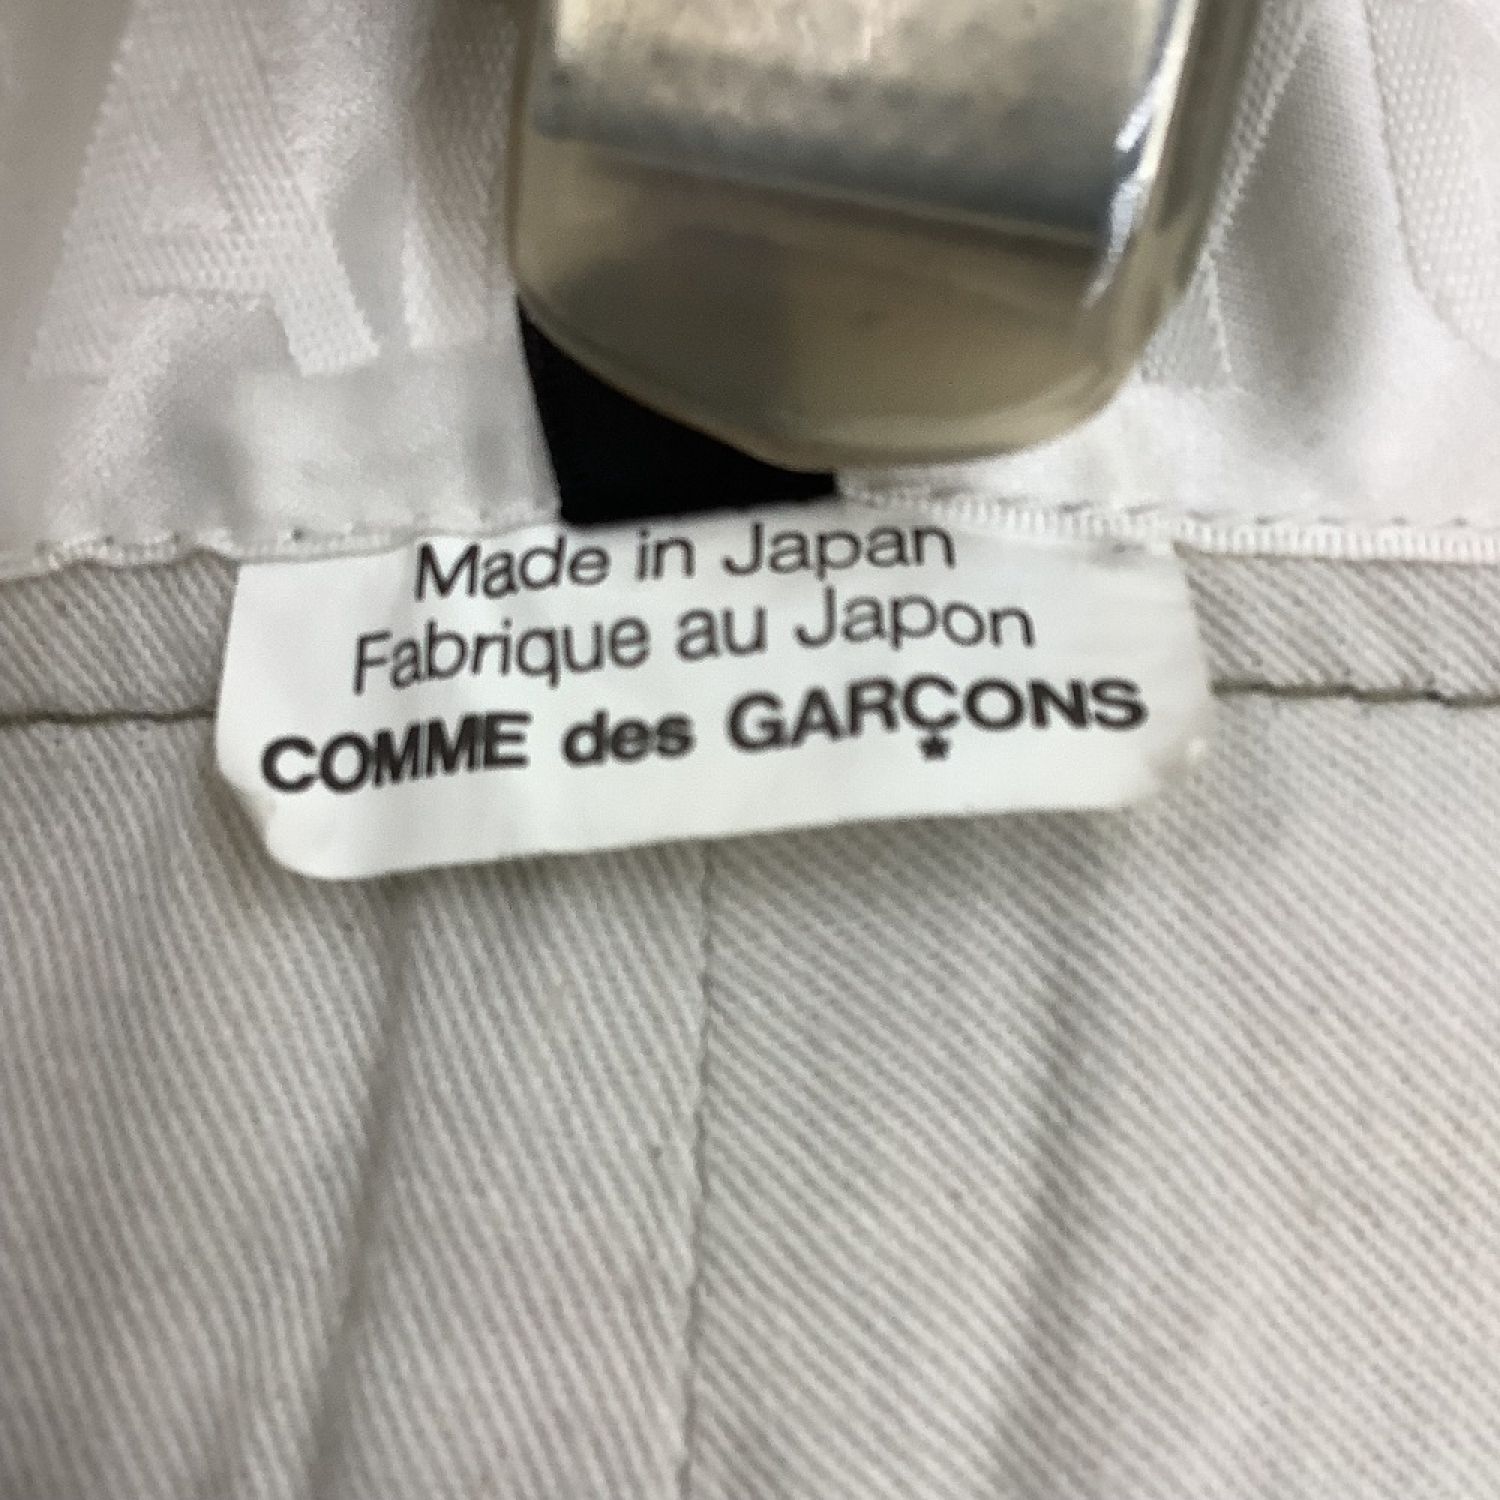 Made in Japan
Fabrique au Japon
COMME des GARÇONS